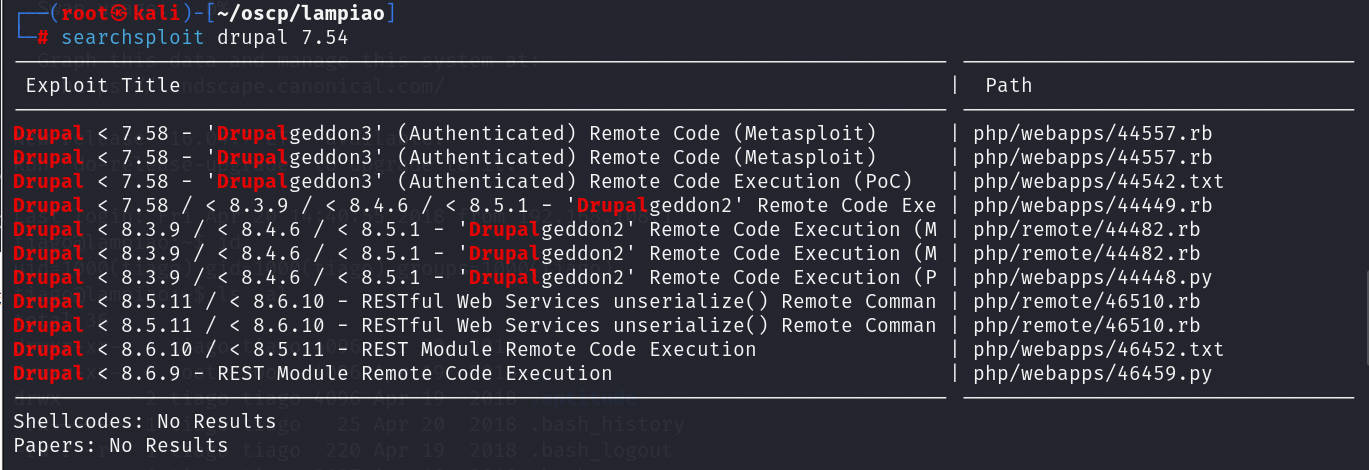 ┌──(root㉿kali)-[~/oscp/lampiao]
└─# searchsploit drupal 7.54
Exploit Title | Path
Drupal < 7.58 - 'Drupalgeddon3' (Authenticated) Remote Code (Metasploit) | php/webapps/44557.rb
Drupal < 7.58 - 'Drupalgeddon3' (Authenticated) Remote Code (Metasploit) | php/webapps/44557.rb
Drupal < 7.58 - 'Drupalgeddon3' (Authenticated) Remote Code Execution (PoC) | php/webapps/44542.txt
Drupal < 7.58 / < 8.3.9 / < 8.4.6 / < 8.5.1 - 'Drupalgeddon2' Remote Code Exe | php/webapps/44449.rb
Drupal < 8.3.9 / < 8.4.6 / < 8.5.1 - 'Drupalgeddon2' Remote Code Execution (M | php/remote/44482.rb
Drupal < 8.3.9 / < 8.4.6 / < 8.5.1 - 'Drupalgeddon2' Remote Code Execution (M | php/remote/44482.rb
Drupal < 8.3.9 / < 8.4.6 / < 8.5.1 - 'Drupalgeddon2' Remote Code Execution (P | php/webapps/44448.py
Drupal < 8.5.11 / < 8.6.10 - RESTful Web Services unserialize() Remote Comman | php/remote/46510.rb
Drupal < 8.5.11 / < 8.6.10 - RESTful Web Services unserialize() Remote Comman | php/remote/46510.rb
Drupal < 8.6.10 / < 8.5.11 - REST Module Remote Code Execution | php/webapps/46452.txt
Drupal < 8.6.9 - REST Module Remote Code Execution | php/webapps/46459.py
Shellcodes: No Results
Papers: No Results